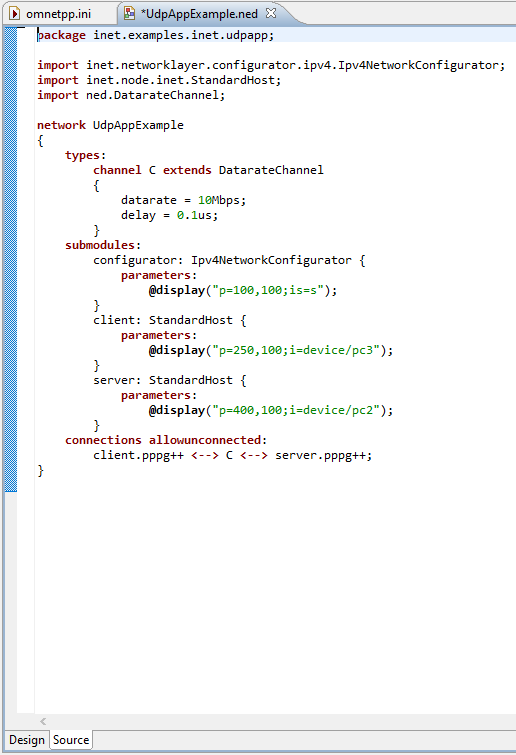 omnetpp.ini
*UdpAppExample.ned
package inet.examples.inet.udpapp;
import inet.networklayer.configurator.ipv4.Ipv4NetworkConfigurator;
import inet.node.inet.StandardHost;
import ned.DatarateChannel;
network UdpAppExample
{
    types:
        channel C extends DatarateChannel
        {
            datarate = 10Mbps;
            delay = 0.1us;
        }
    submodules:
        configurator: Ipv4NetworkConfigurator {
            parameters:
                @display("p=100,100;is=s");
        }
        client: StandardHost {
            parameters:
                @display("p=250,100;i=device/pc3");
        }
        server: StandardHost {
            parameters:
                @display("p=400,100;i=device/pc2");
        }
    connections allowunconnected:
        client.pppg++ <--> C <--> server.pppg++;
}
Design
Source